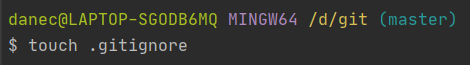 danec@LAPTOP-SGODB6MQ MINGW64 /d/git (master)
$ touch .gitignore